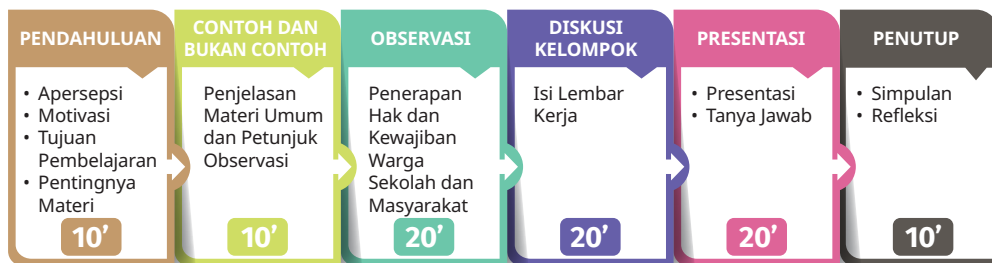 PENDAHULUAN
• Apersepsi
• Motivasi
• Tujuan
Pembelajaran
• Pentingnya
Materi
10’
CONTOH DAN
BUKAN CONTOH
Penjelasan
Materi Umum
dan Petunjuk
Observasi
10’
OBSERVASI
Penerapan
Hak dan
Kewajiban
Warga
Sekolah dan
Masyarakat
20’
DISKUSI
KELOMPOK
Isi Lembar
Kerja
20’
PRESENTASI
• Presentasi
• Tanya Jawab
20’
PENUTUP
• Simpulan
• Refleksi
10’